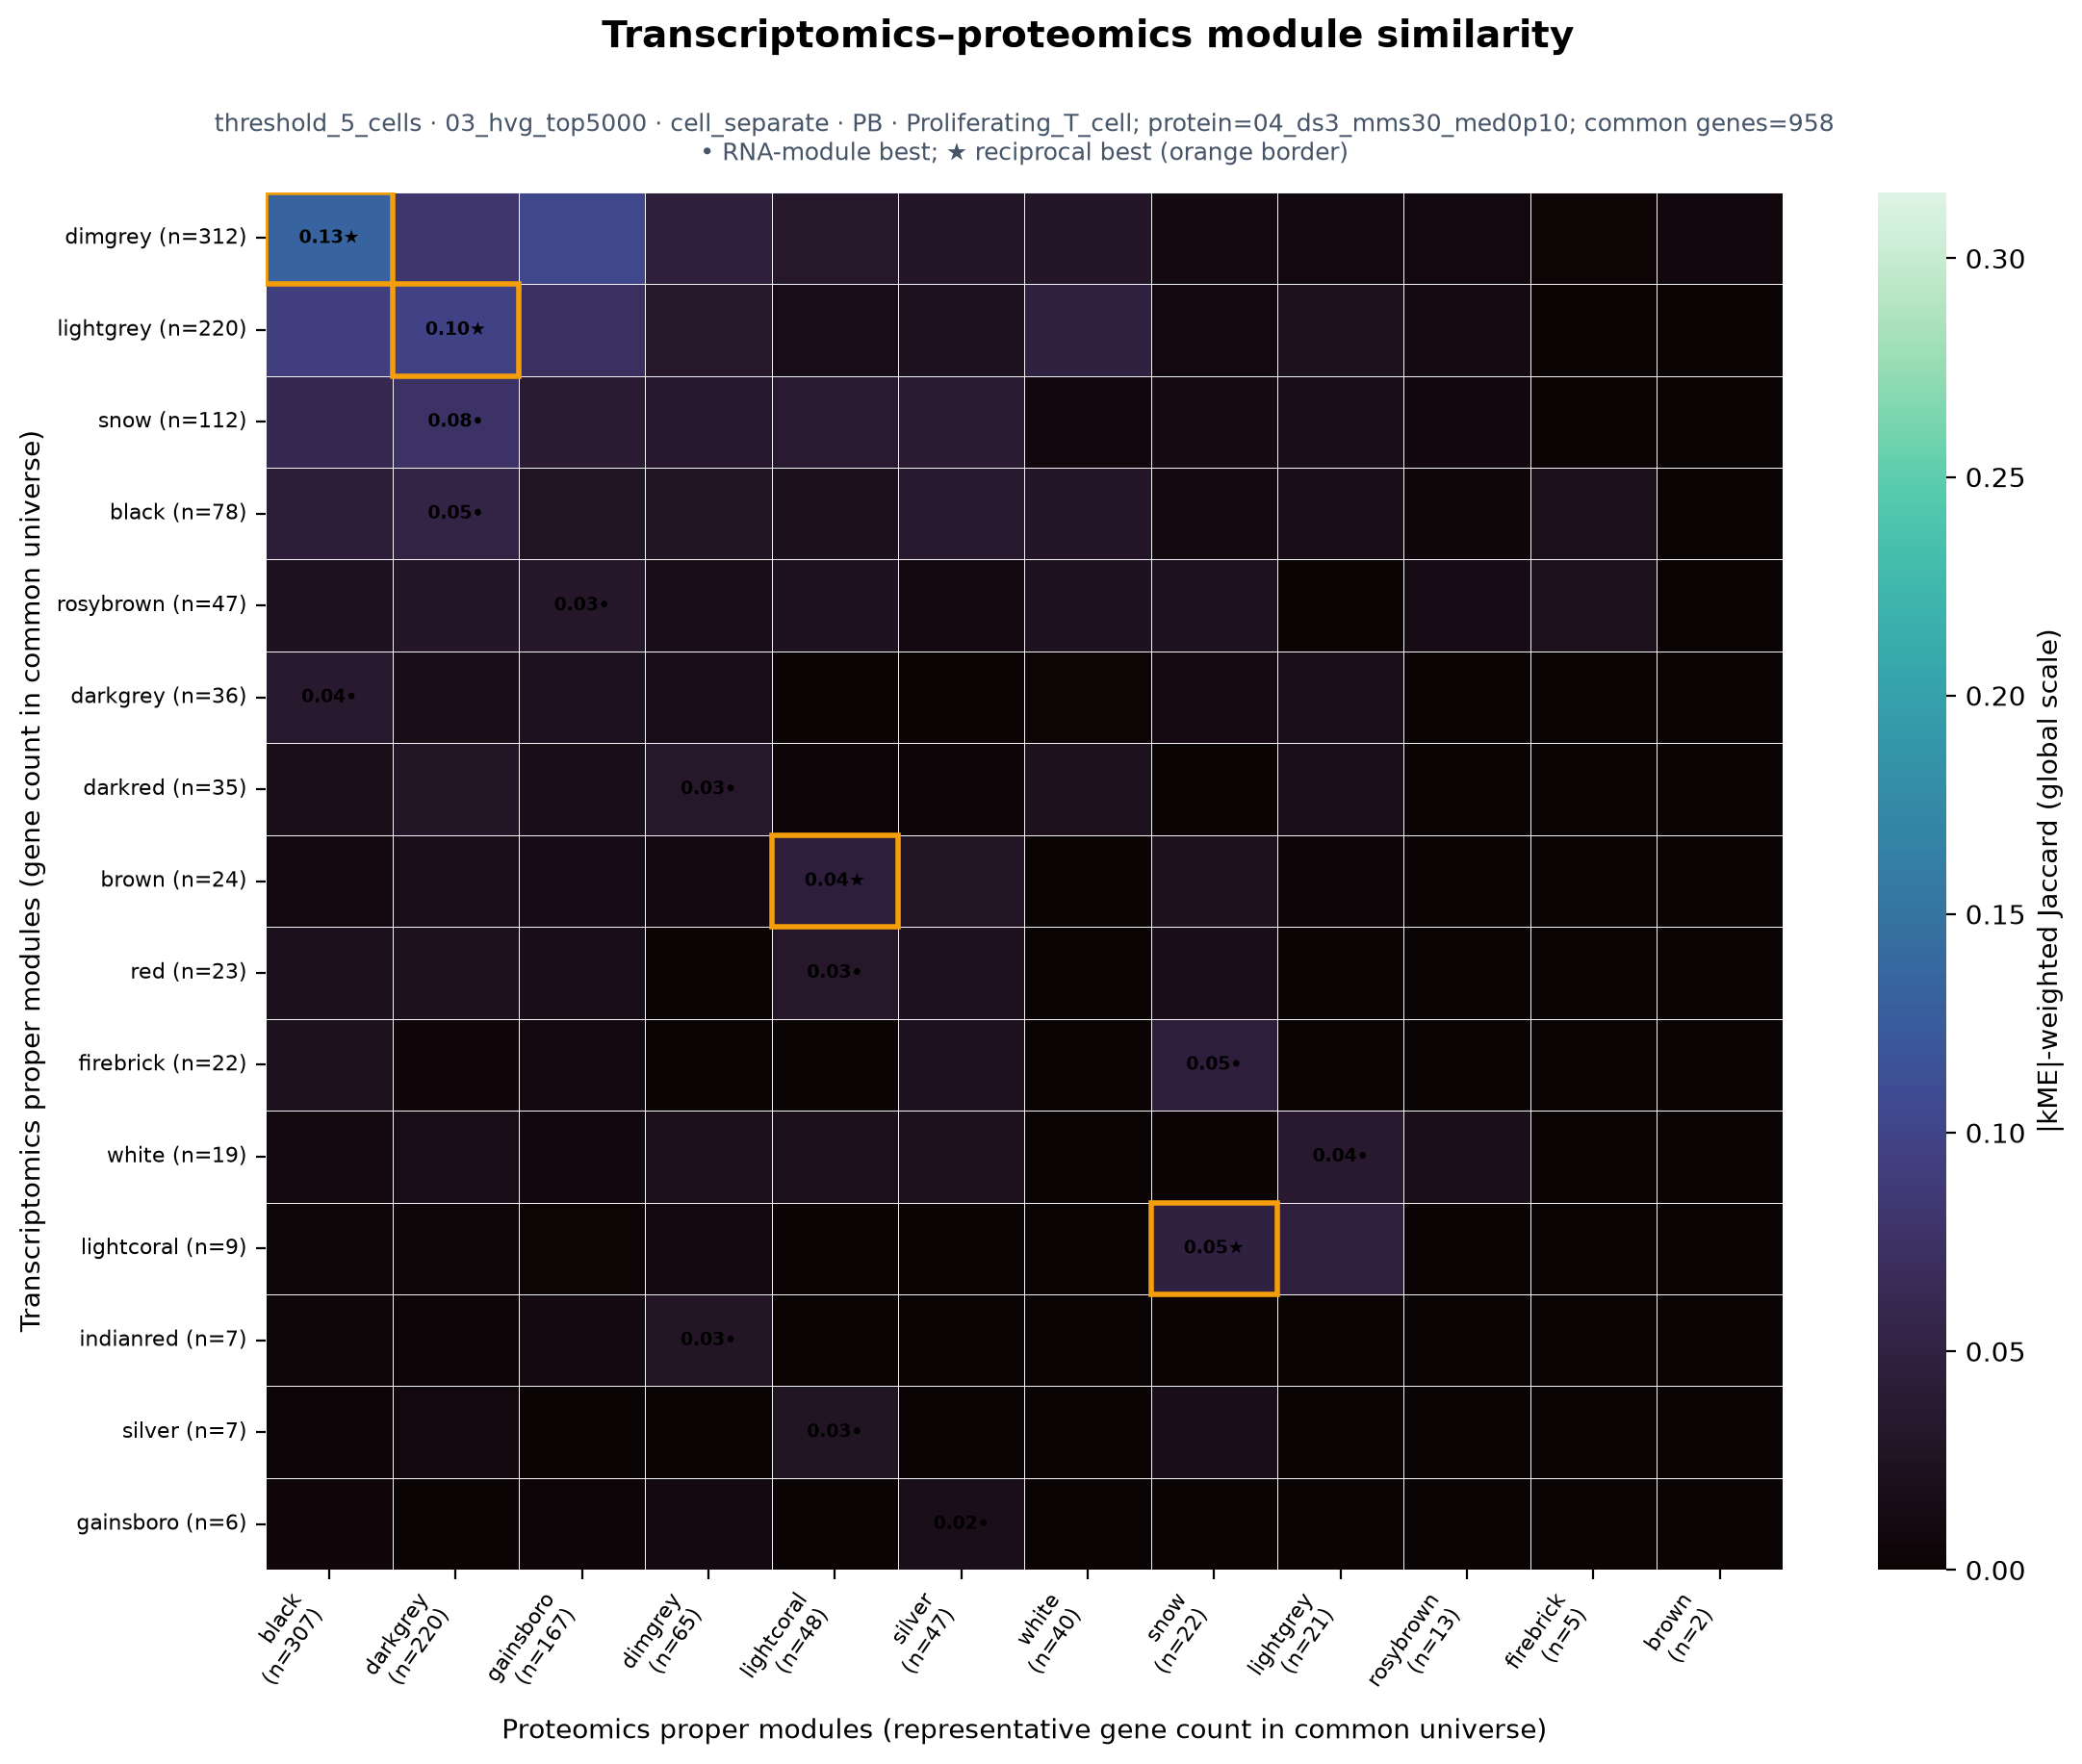 Transcriptomics–proteomics module similarity
threshold_5_cells · 03_hvg_top5000 · cell_separate · PB · Proliferating_T_cell; protein=04_ds3_mms30_med0p10; common genes=958
• RNA-module best; ★ reciprocal best (orange border)
Transcriptomics proper modules (gene count in common universe)
dimgrey (n=312)
lightgrey (n=220)
snow (n=112)
black (n=78)
rosybrown (n=47)
darkgrey (n=36)
darkred (n=35)
brown (n=24)
red (n=23)
firebrick (n=22)
white (n=19)
lightcoral (n=9)
indianred (n=7)
silver (n=7)
gainsboro (n=6)
0.13★
0.10★
0.08•
0.05•
0.03•
0.04•
0.03•
0.04★
0.03•
0.05•
0.04•
0.05★
0.03•
0.03•
0.02•
black
(n=307)
darkgrey
(n=220)
gainsboro
(n=167)
dimgrey
(n=65)
lightcoral
(n=48)
silver
(n=47)
white
(n=40)
snow
(n=22)
lightgrey
(n=21)
rosybrown
(n=13)
firebrick
(n=5)
brown
(n=2)
Proteomics proper modules (representative gene count in common universe)
0.30
0.25
0.20
0.15
0.10
0.05
0.00
|kME|-weighted Jaccard (global scale)